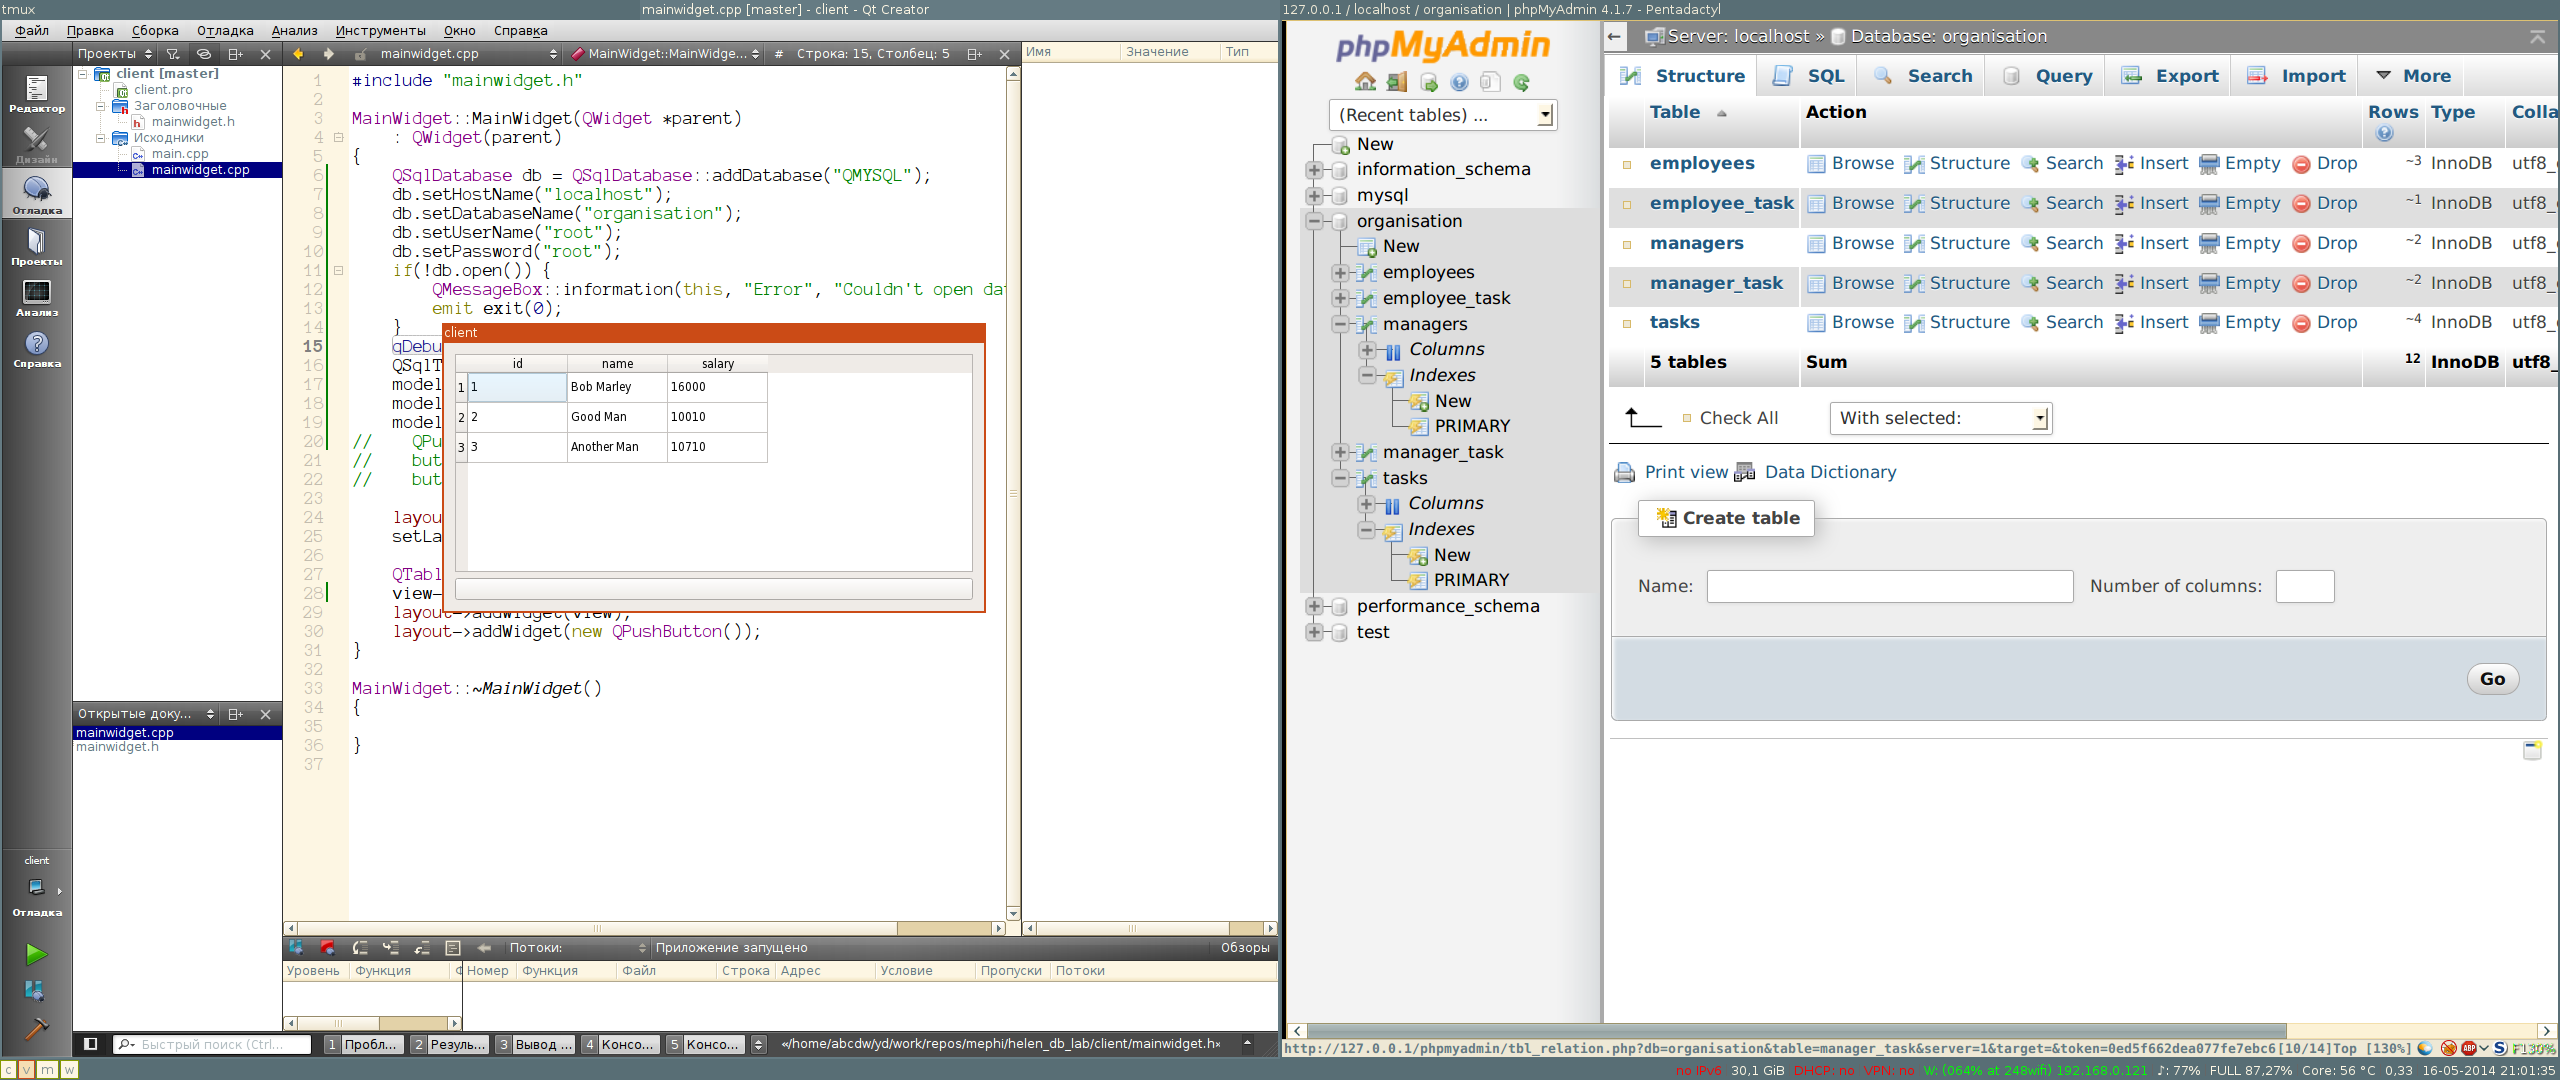 tmux
mainwidget.cpp [master] - client - Qt Creator
Файл Правка Сборка Отладка Анализ Инструменты Окно Справка
Проекты
mainwidget.cpp
MainWidget::MainWidge...
# Строка: 15, Столбец: 5
Имя Значение Тип
Редактор
Дизайн
Отладка
Проекты
Анализ
Справка
client [master]
client.pro
Заголовочные
mainwidget.h
Исходники
main.cpp
mainwidget.cpp
1 #include "mainwidget.h"
2
3 MainWidget::MainWidget(QWidget *parent)
4 : QWidget(parent)
5 {
6 QSqlDatabase db = QSqlDatabase::addDatabase("QMYSQL");
7 db.setHostName("localhost");
8 db.setDatabaseName("organisation");
9 db.setUserName("root");
10 db.setPassword("root");
11 if(!db.open()) {
12 QMessageBox::information(this, "Error", "Couldn't open da
13 emit exit(0);
14 }
15 qDebu
16 QSqlT
17 model
18 model
19 model
20 // QPu
21 // but
22 // but
23
24 layou
25 setLa
26
27 QTabl
28 view-
29 layout->addWidget(view);
30 layout->addWidget(new QPushButton());
31 }
32
33 MainWidget::~MainWidget()
34 {
35
36 }
37
client
id name salary
1 1 Bob Marley 16000
2 2 Good Man 10010
3 3 Another Man 10710
Открытые доку...
mainwidget.cpp
mainwidget.h
client
Отладка
Потоки:
Приложение запущено
Обзоры
Уровень Функция
Номер Функция Файл Строка Адрес Условие Пропуски Потоки
Быстрый поиск (Ctrl...
1 Пробл... 2 Резуль... 3 Вывод ... 4 Консо... 5 Консо...
«/home/abcdw/yd/work/repos/mephi/helen_db_lab/client/mainwidget.h»
127.0.0.1 / localhost / organisation | phpMyAdmin 4.1.7 - Pentadactyl
phpMyAdmin
(Recent tables) ...
New
information_schema
mysql
organisation
New
employees
employee_task
managers
Columns
Indexes
New
PRIMARY
manager_task
tasks
Columns
Indexes
New
PRIMARY
performance_schema
test
Server: localhost » Database: organisation
Structure SQL Search Query Export Import More
Table Action Rows Type Colla
employees Browse Structure Search Insert Empty Drop ~3 InnoDB utf8_
employee_task Browse Structure Search Insert Empty Drop ~1 InnoDB utf8_
managers Browse Structure Search Insert Empty Drop ~2 InnoDB utf8_
manager_task Browse Structure Search Insert Empty Drop ~2 InnoDB utf8_
tasks Browse Structure Search Insert Empty Drop ~4 InnoDB utf8_
5 tables Sum 12 InnoDB utf8_
Check All With selected:
Print view Data Dictionary
Create table
Name: Number of columns:
Go
http://127.0.0.1/phpmyadmin/tbl_relation.php?db=organisation&table=manager_task&server=1&target=&token=0ed5f662dea077fe7ebc6[10/14]Top [130%]
c v m w
no IPv6 30,1 GiB DHCP: no VPN: no W: (064% at 248wifi) 192.168.0.121 ♪: 77% FULL 87,27% Core: 56 °C 0,33 16-05-2014 21:01:35